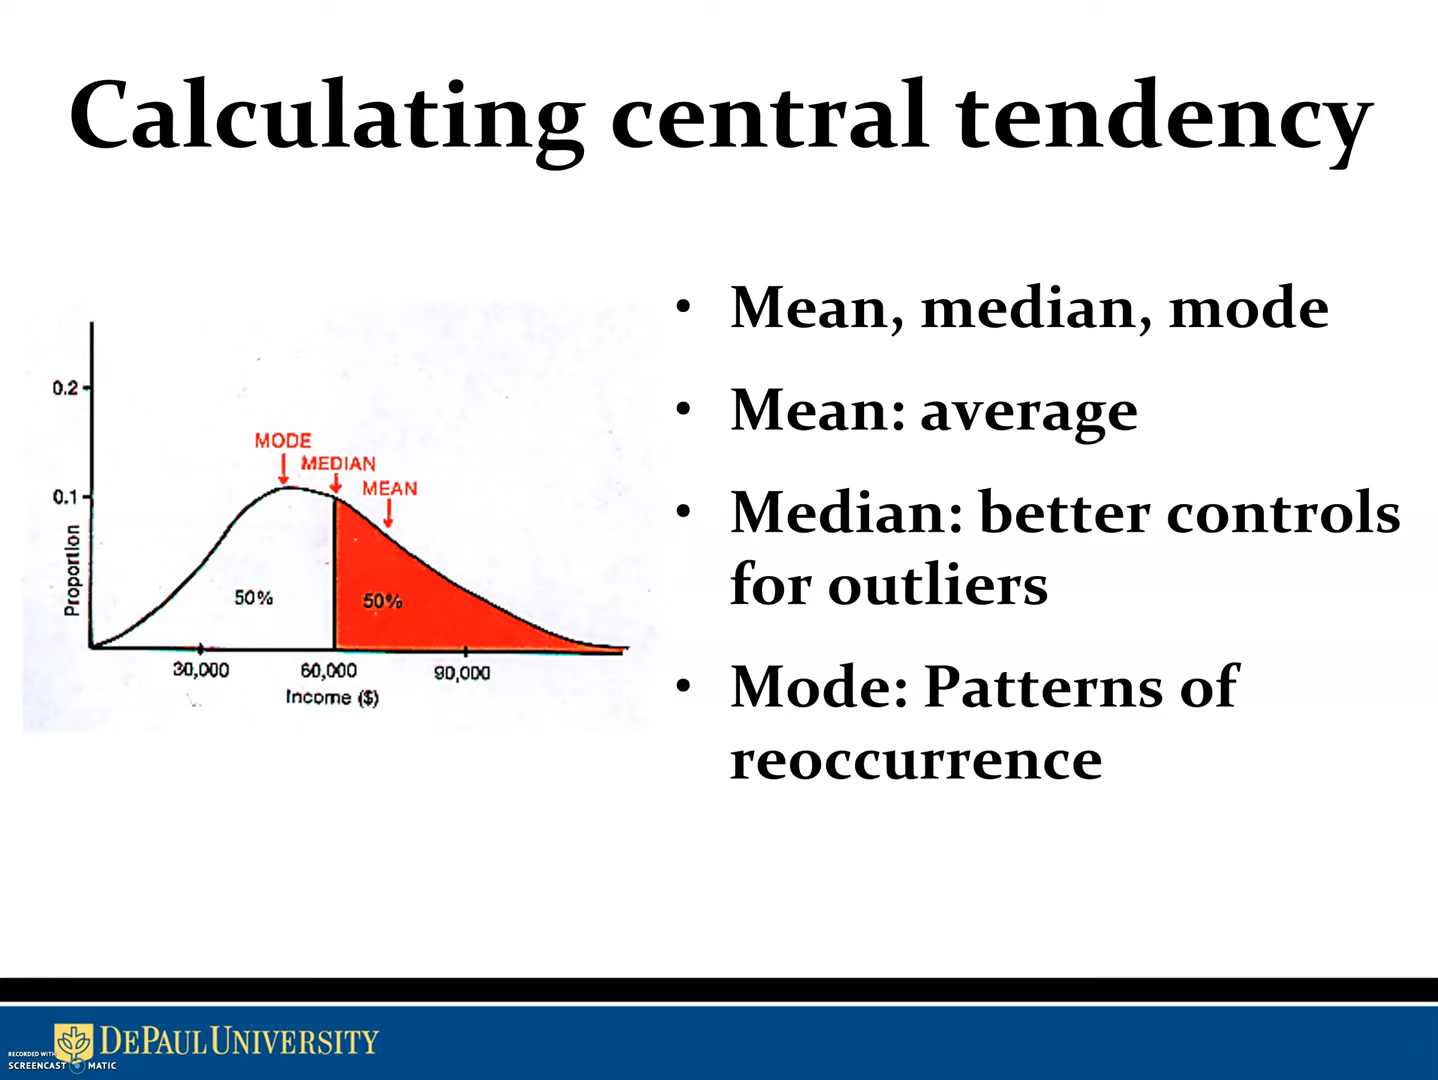 Calculating central tendency
0.2
0.1
Proportion
MODE
MEDIAN
MEAN
50%
50%
30,000
60,000
90,000
Income ($)
• Mean, median, mode
• Mean: average
• Median: better controls
for outliers
• Mode: Patterns of
reoccurrence
DEPAUL UNIVERSITY
RECORDED WITH
SCREENCAST MATIC